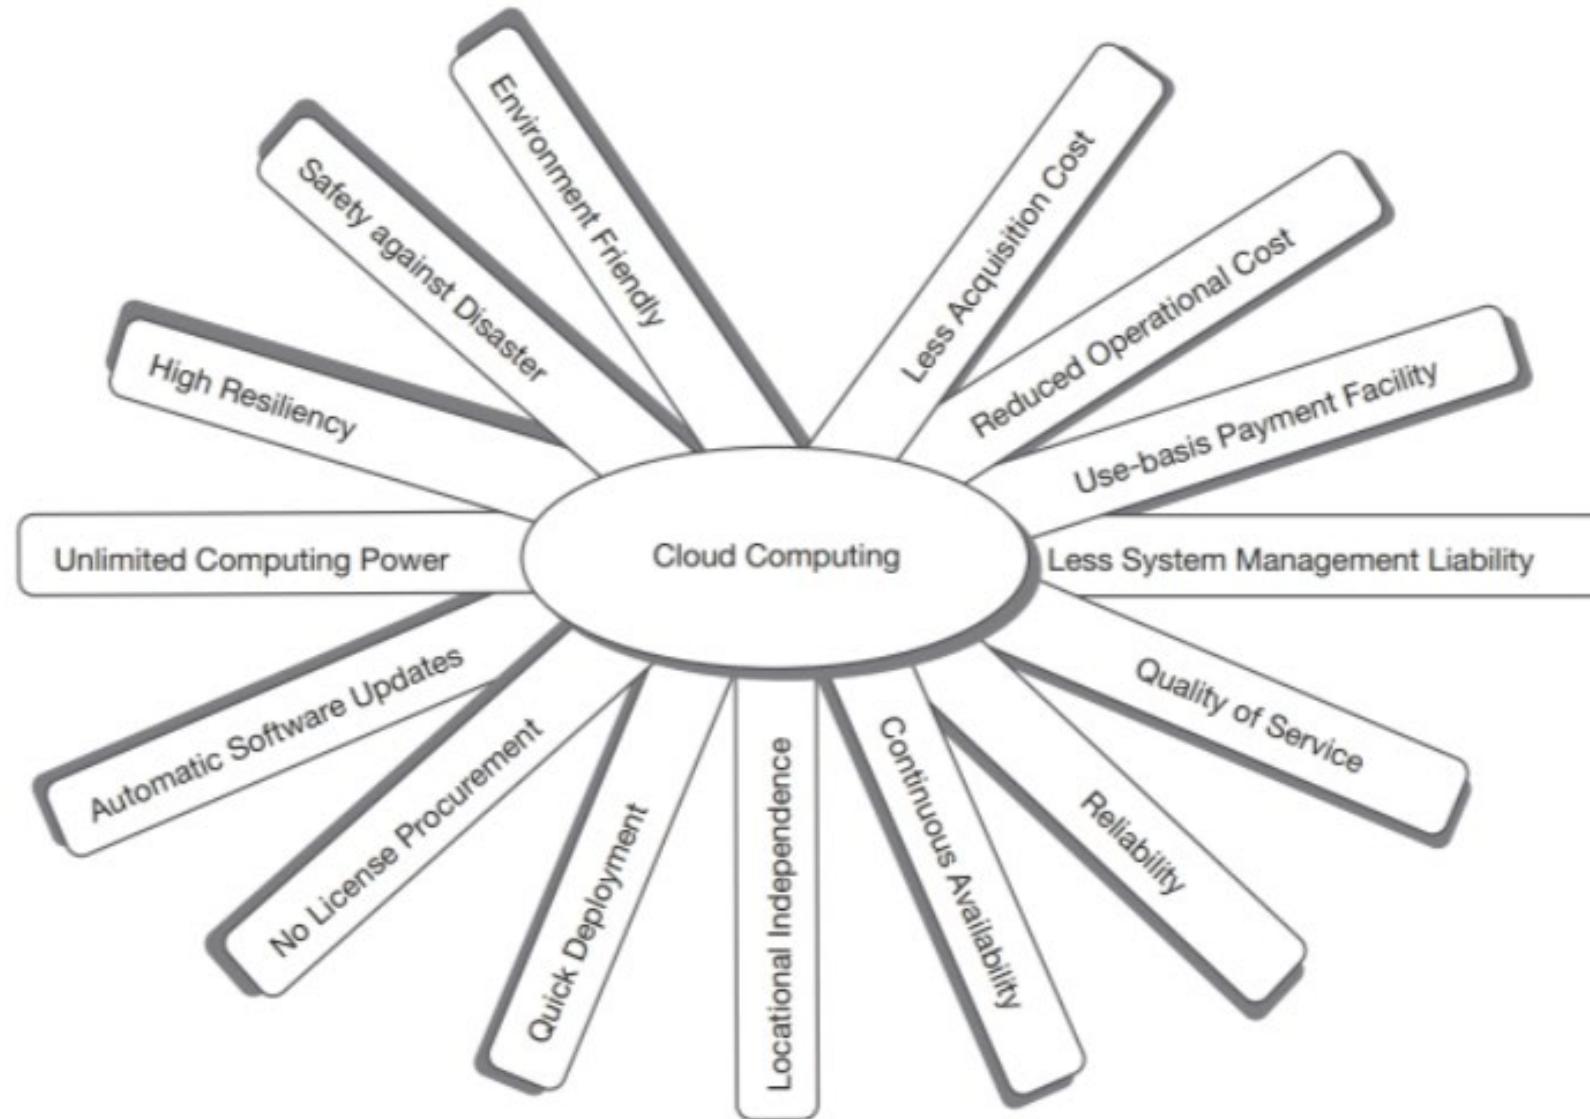 Environment Friendly
Less Acquisition Cost
Safety against Disaster
Reduced Operational Cost
High Resiliency
Use-basis Payment Facility
Unlimited Computing Power
Cloud Computing
Less System Management Liability
Automatic Software Updates
Quality of Service
No License Procurement
Reliability
Quick Deployment
Locational Independence
Continuous Availability